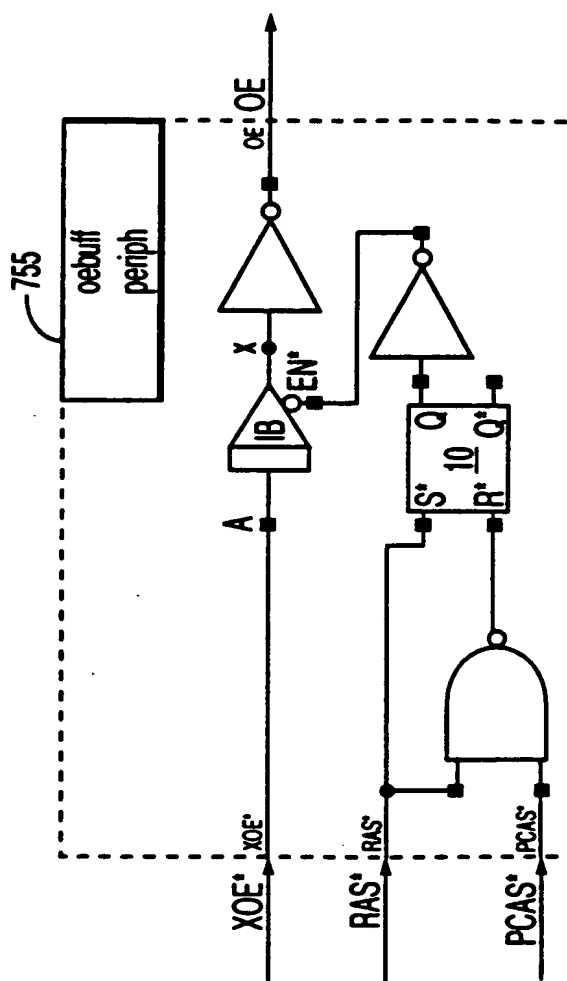 755
oebuff
periph
XOE*
XOE*
A
IB
EN*
X
OE
OE
RAS*
RAS*
S*
Q
10
R*
Q*
PCAS*
PCAS*